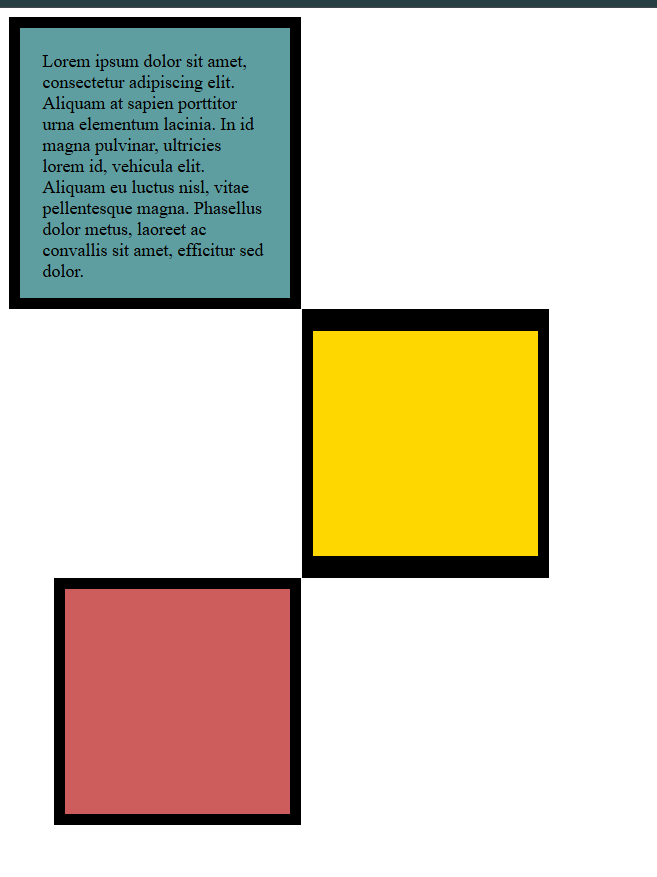 Lorem ipsum dolor sit amet,
consectetur adipiscing elit.
Aliquam at sapien porttitor
urna elementum lacinia. In id
magna pulvinar, ultricies
lorem id, vehicula elit.
Aliquam eu luctus nisl, vitae
pellentesque magna. Phasellus
dolor metus, laoreet ac
convallis sit amet, efficitur sed
dolor.